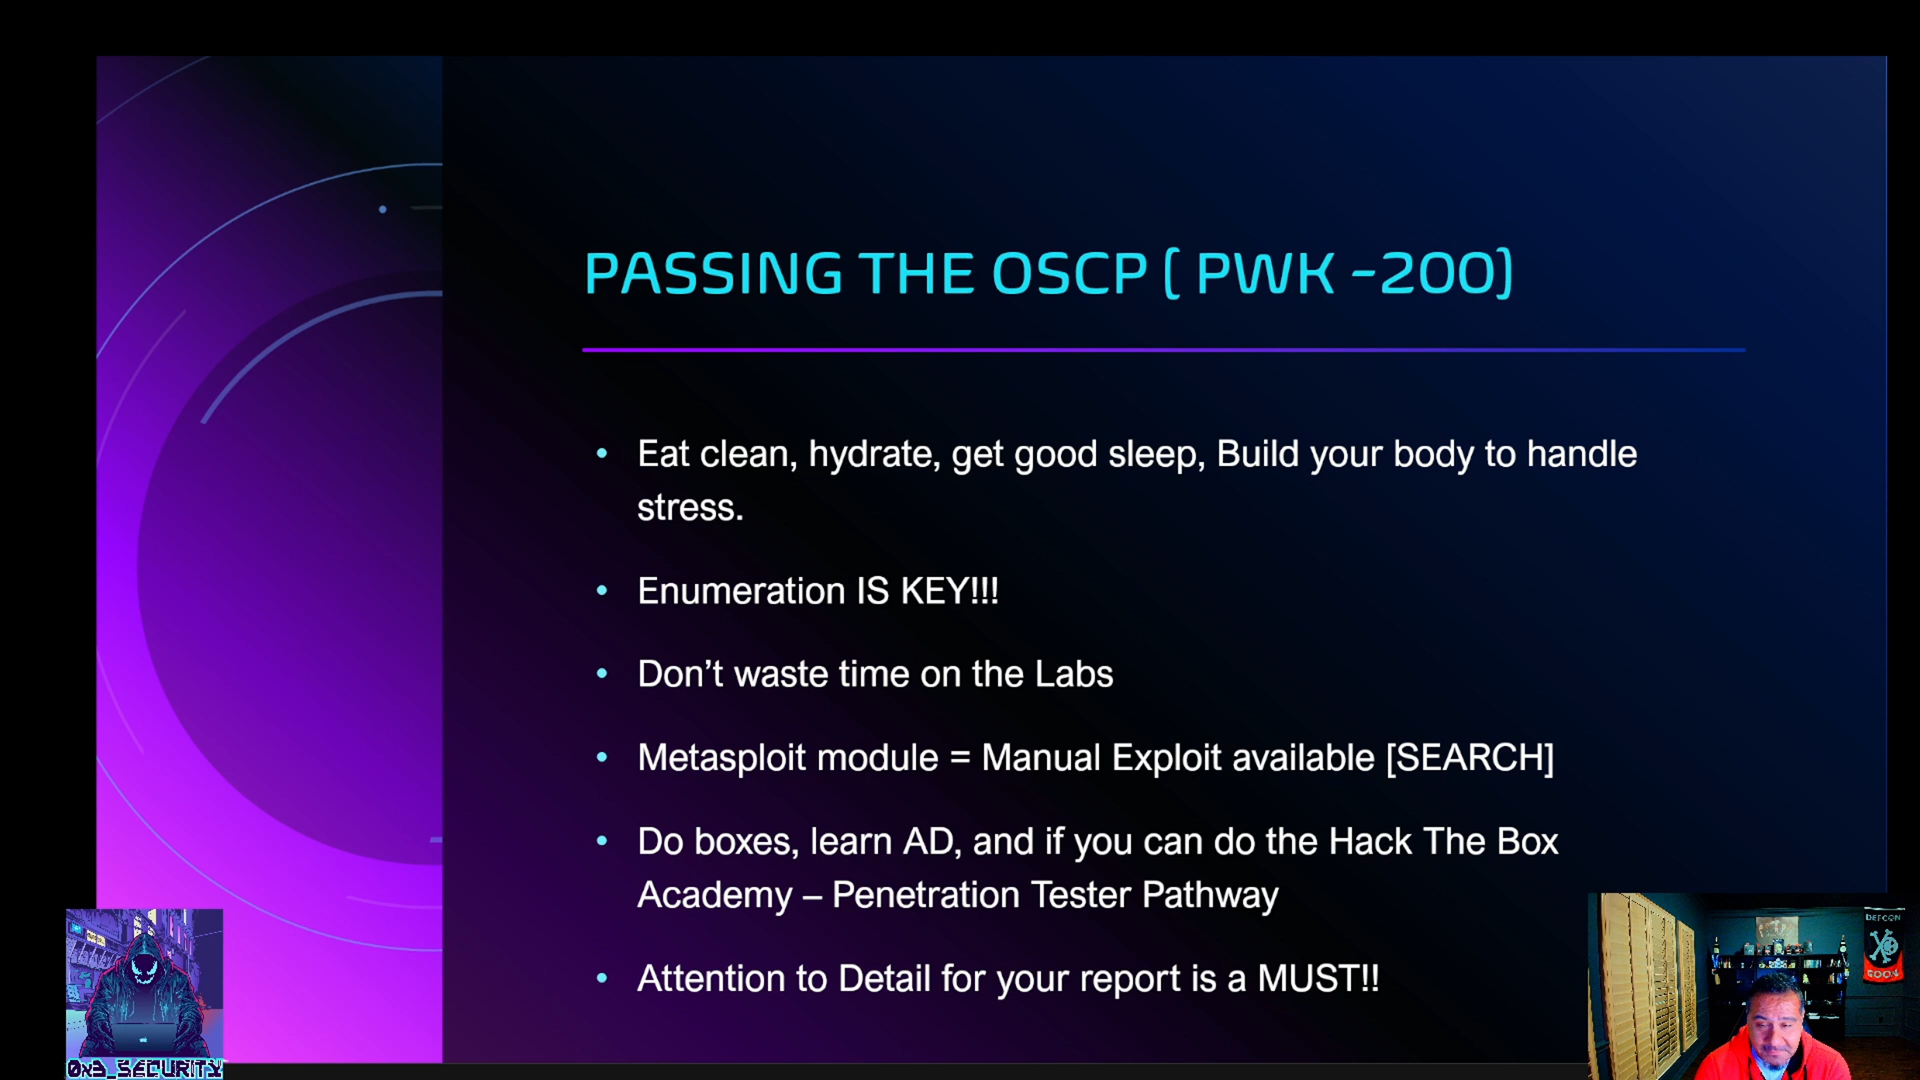 PASSING THE OSCP ( PWK -200)
• Eat clean, hydrate, get good sleep, Build your body to handle
stress.
• Enumeration IS KEY!!!
• Don’t waste time on the Labs
• Metasploit module = Manual Exploit available [SEARCH]
• Do boxes, learn AD, and if you can do the Hack The Box
Academy – Penetration Tester Pathway
• Attention to Detail for your report is a MUST!!
0x3_SECURITY
DEFCON
GOON